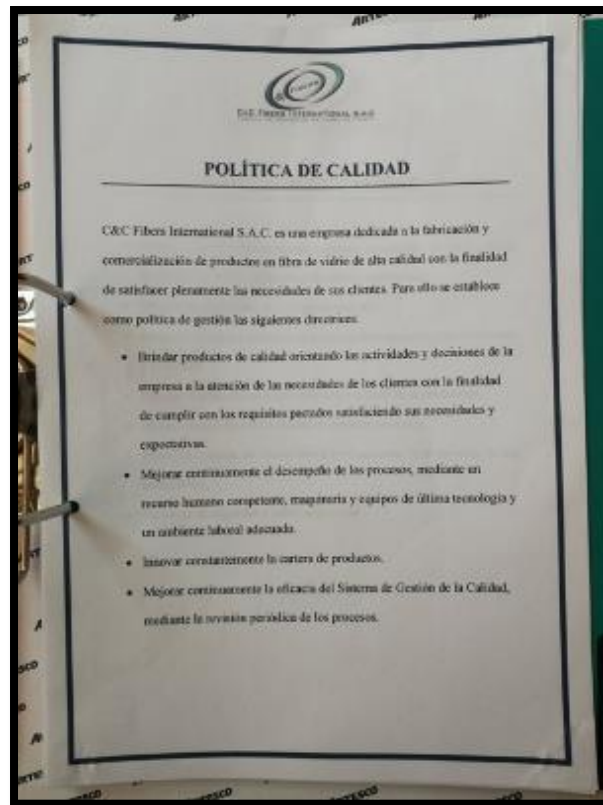 C&C FIBERS INTERNATIONAL S.A.C
POLÍTICA DE CALIDAD
C&C Fibers International S.A.C. es una empresa dedicada a la fabricación y
comercialización de productos en fibra de vidrio de alta calidad con la finalidad
de satisfacer plenamente las necesidades de sus clientes. Para ello se establece
como política de gestión las siguientes directrices.
• Brindar productos de calidad orientando las actividades y decisiones de la
empresa a la atención de las necesidades de los clientes con la finalidad
de cumplir con los requisitos pactados satisfaciendo sus necesidades y
expectativas.
• Mejorar continuamente el desempeño de los procesos, mediante un
recurso humano competente, maquinaria y equipos de última tecnología y
un ambiente laboral adecuado.
• Innovar constantemente la cartera de productos.
• Mejorar continuamente la eficacia del Sistema de Gestión de la Calidad,
mediante la revisión periódica de los procesos.
ARTESCO